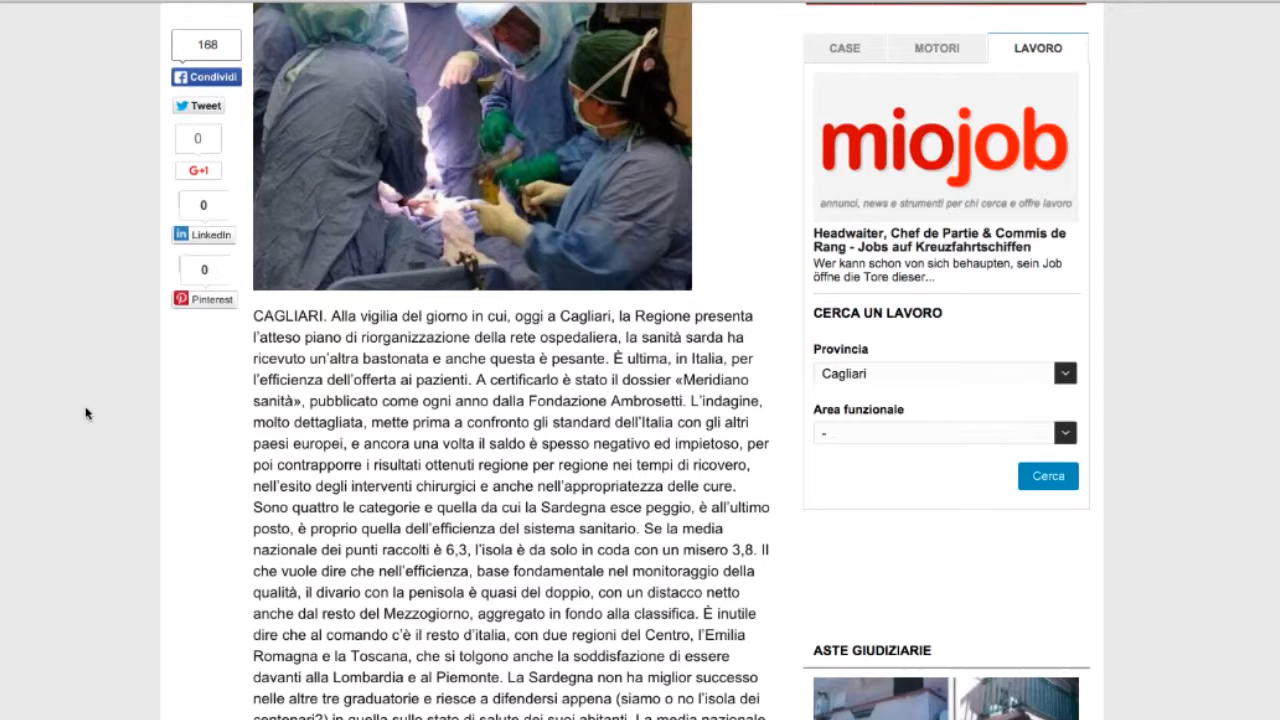 168
Condividi
Tweet
0
G+1
0
LinkedIn
0
Pinterest
CAGLIARI. Alla vigilia del giorno in cui, oggi a Cagliari, la Regione presenta
l'atteso piano di riorganizzazione della rete ospedaliera, la sanità sarda ha
ricevuto un'altra bastonata e anche questa è pesante. È ultima, in Italia, per
l'efficienza dell'offerta ai pazienti. A certificarlo è stato il dossier «Meridiano
sanità», pubblicato come ogni anno dalla Fondazione Ambrosetti. L'indagine,
molto dettagliata, mette prima a confronto gli standard dell'Italia con gli altri
paesi europei, e ancora una volta il saldo è spesso negativo ed impietoso, per
poi contrapporre i risultati ottenuti regione per regione nei tempi di ricovero,
nell'esito degli interventi chirurgici e anche nell'appropriatezza delle cure.
Sono quattro le categorie e quella da cui la Sardegna esce peggio, è all'ultimo
posto, è proprio quella dell'efficienza del sistema sanitario. Se la media
nazionale dei punti raccolti è 6,3, l'isola è da solo in coda con un misero 3,8. Il
che vuole dire che nell'efficienza, base fondamentale nel monitoraggio della
qualità, il divario con la penisola è quasi del doppio, con un distacco netto
anche dal resto del Mezzogiorno, aggregato in fondo alla classifica. È inutile
dire che al comando c'è il resto d'italia, con due regioni del Centro, l'Emilia
Romagna e la Toscana, che si tolgono anche la soddisfazione di essere
davanti alla Lombardia e al Piemonte. La Sardegna non ha miglior successo
nelle altre tre graduatorie e riesce a difendersi appena (siamo o no l'isola dei
centenari?) in quella sullo stato di salute dei suoi abitanti. La media nazionale
CASE
MOTORI
LAVORO
miojob
annunci, news e strumenti per chi cerca e offre lavoro
Headwaiter, Chef de Partie & Commis de
Rang - Jobs auf Kreuzfahrtschiffen
Wer kann schon von sich behaupten, sein Job
öffne die Tore dieser...
CERCA UN LAVORO
Provincia
Cagliari
Area funzionale
-
Cerca
ASTE GIUDIZIARIE